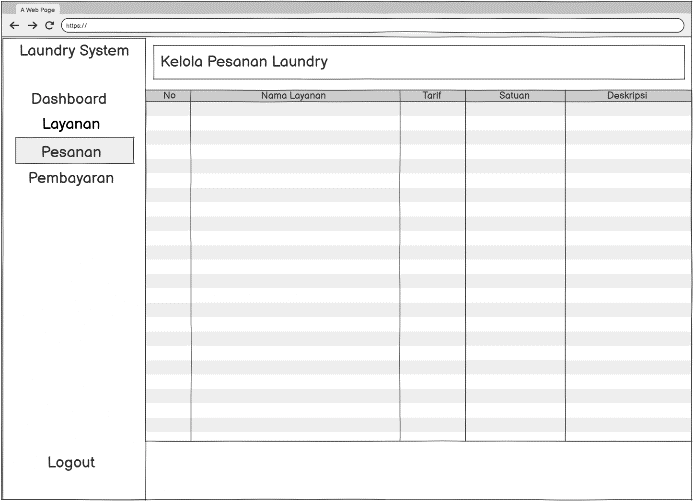 A Web Page
https://
Laundry System
Kelola Pesanan Laundry
Dashboard
Layanan
Pesanan
Pembayaran
Logout
No Nama Layanan Tarif Satuan Deskripsi